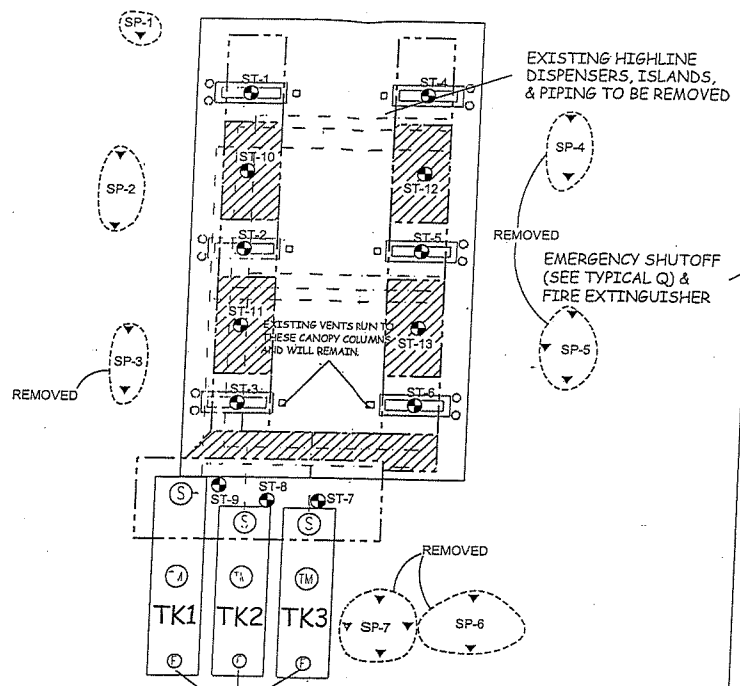 SP-1
ST-1
ST-4
EXISTING HIGHLINE
DISPENSERS, ISLANDS,
& PIPING TO BE REMOVED
SP-2
ST-10
ST-12
SP-4
REMOVED
ST-2
ST-5
EMERGENCY SHUTOFF
(SEE TYPICAL Q) &
FIRE EXTINGUISHER
ST-11
EXISTING VENTS RUN TO
THESE CANOPY COLUMNS
AND WILL REMAIN.
ST-13
SP-3
SP-5
REMOVED
ST-3
ST-6
S
ST-9
ST-8
ST-7
S
S
REMOVED
TM
TK1
TK2
TK3
SP-7
SP-6
F